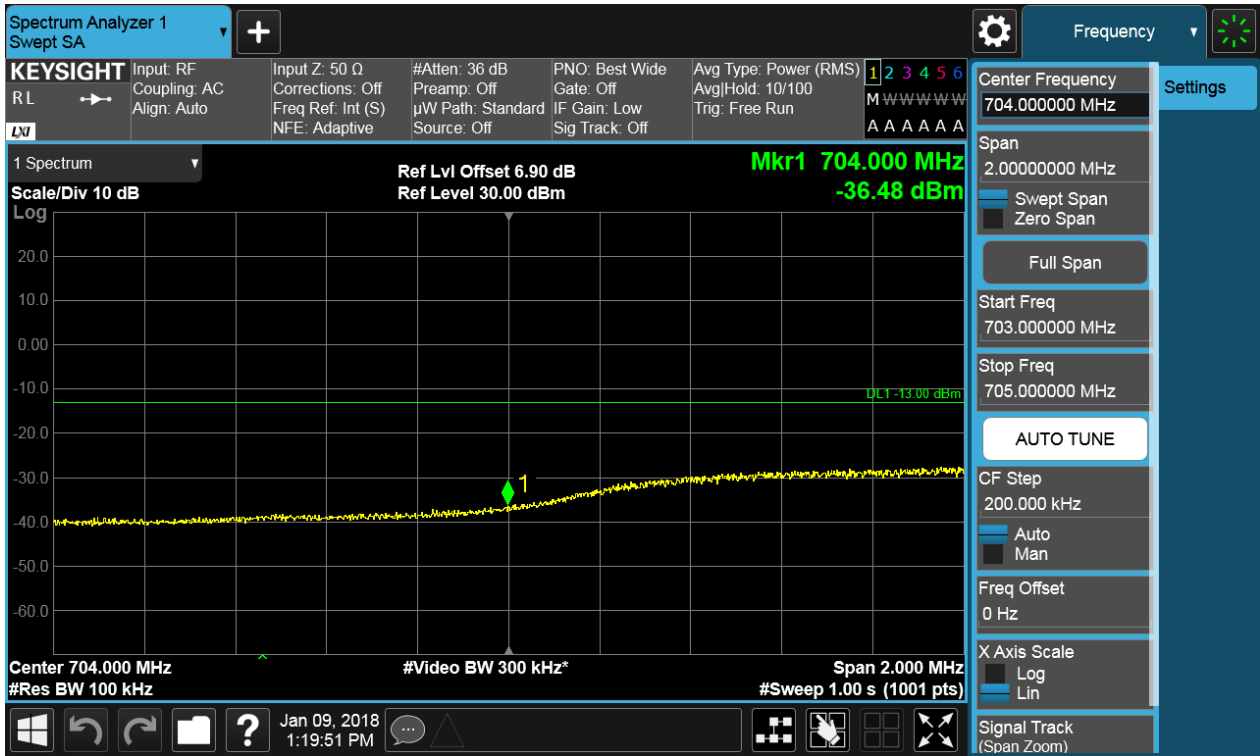 Spectrum Analyzer 1
Swept SA
+
Frequency
KEYSIGHT
RL
LXI
Input: RF
Coupling: AC
Align: Auto
Input Z: 50 Ω
Corrections: Off
Freq Ref: Int (S)
NFE: Adaptive
#Atten: 36 dB
Preamp: Off
µW Path: Standard
Source: Off
PNO: Best Wide
Gate: Off
IF Gain: Low
Sig Track: Off
Avg Type: Power (RMS)
Avg|Hold: 10/100
Trig: Free Run
1 2 3 4 5 6
M W W W W W
A A A A A A
1 Spectrum
Scale/Div 10 dB
Log
Ref Lvl Offset 6.90 dB
Ref Level 30.00 dBm
Mkr1 704.000 MHz
-36.48 dBm
20.0
10.0
0.00
-10.0
-20.0
-30.0
-40.0
-50.0
-60.0
DL1 -13.00 dBm
1
Center 704.000 MHz
#Video BW 300 kHz*
Span 2.000 MHz
#Res BW 100 kHz
#Sweep 1.00 s (1001 pts)
?
Jan 09, 2018
1:19:51 PM
Center Frequency
704.000000 MHz
Span
2.00000000 MHz
Swept Span
Zero Span
Full Span
Start Freq
703.000000 MHz
Stop Freq
705.000000 MHz
AUTO TUNE
CF Step
200.000 kHz
Auto
Man
Freq Offset
0 Hz
X Axis Scale
Log
Lin
Signal Track
(Span Zoom)
Settings